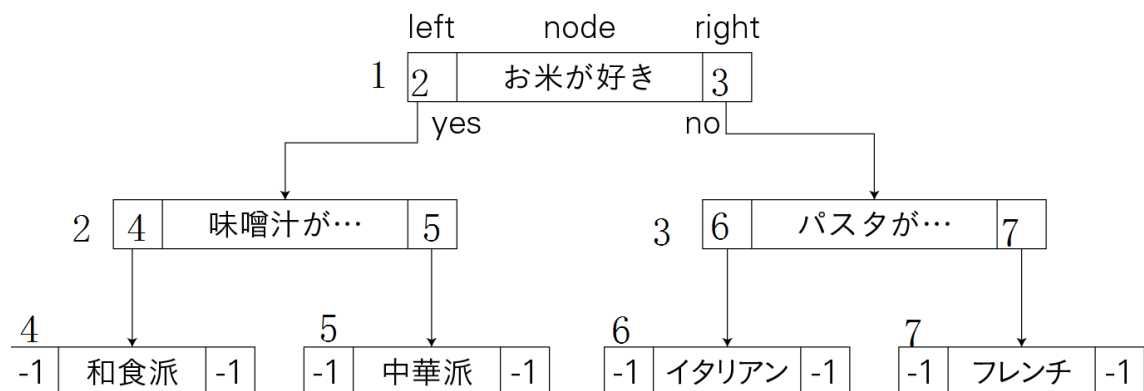 left node right
1 2 お米が好き 3
yes no
2 4 味噌汁が… 5 3 6 パスタが… 7
4 5 6 7
-1 和食派 -1 -1 中華派 -1 -1 イタリアン -1 -1 フレンチ -1